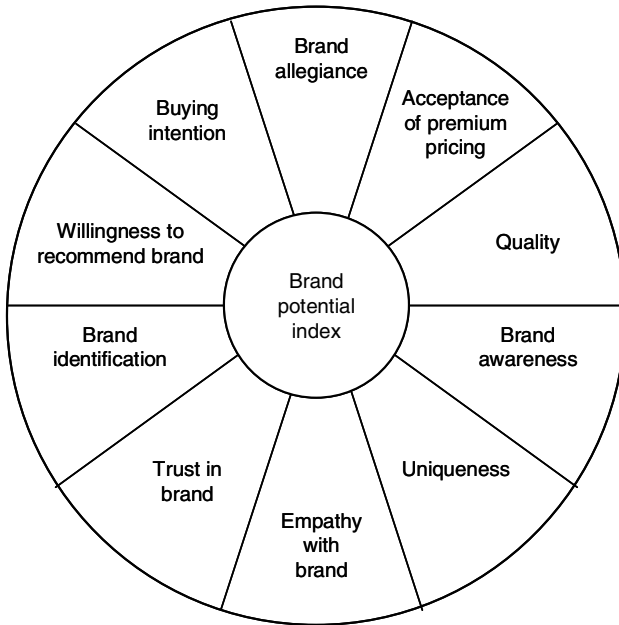 Brand
allegiance
Acceptance
of premium
pricing
Quality
Brand
awareness
Uniqueness
Empathy
with
brand
Trust in
brand
Brand
identification
Willingness to
recommend brand
Buying
intention
Brand
potential
index